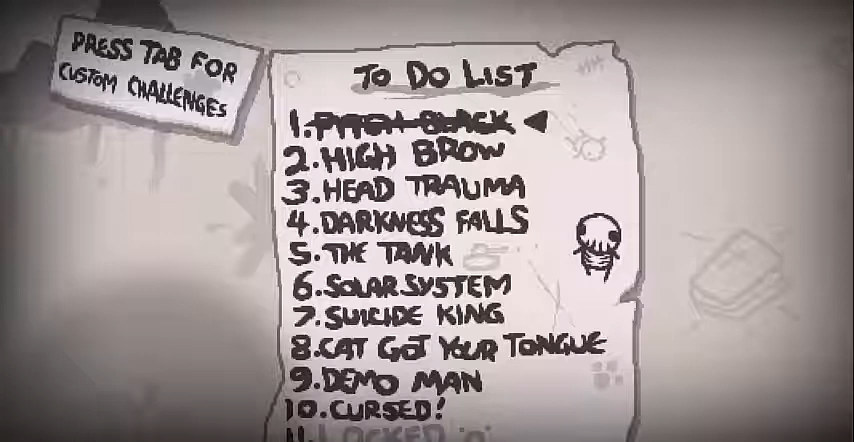 PRESS TAB FOR
CUSTOM CHALLENGES
TO DO LIST
1.PITCH BLACK
2.HIGH BROW
3.HEAD TRAUMA
4.DARKNESS FALLS
5.THE TANK
6.SOLAR SYSTEM
7.SUICIDE KING
8.CAT GOT YOUR TONGUE
9.DEMO MAN
10.CURSED!
11.LOCKED